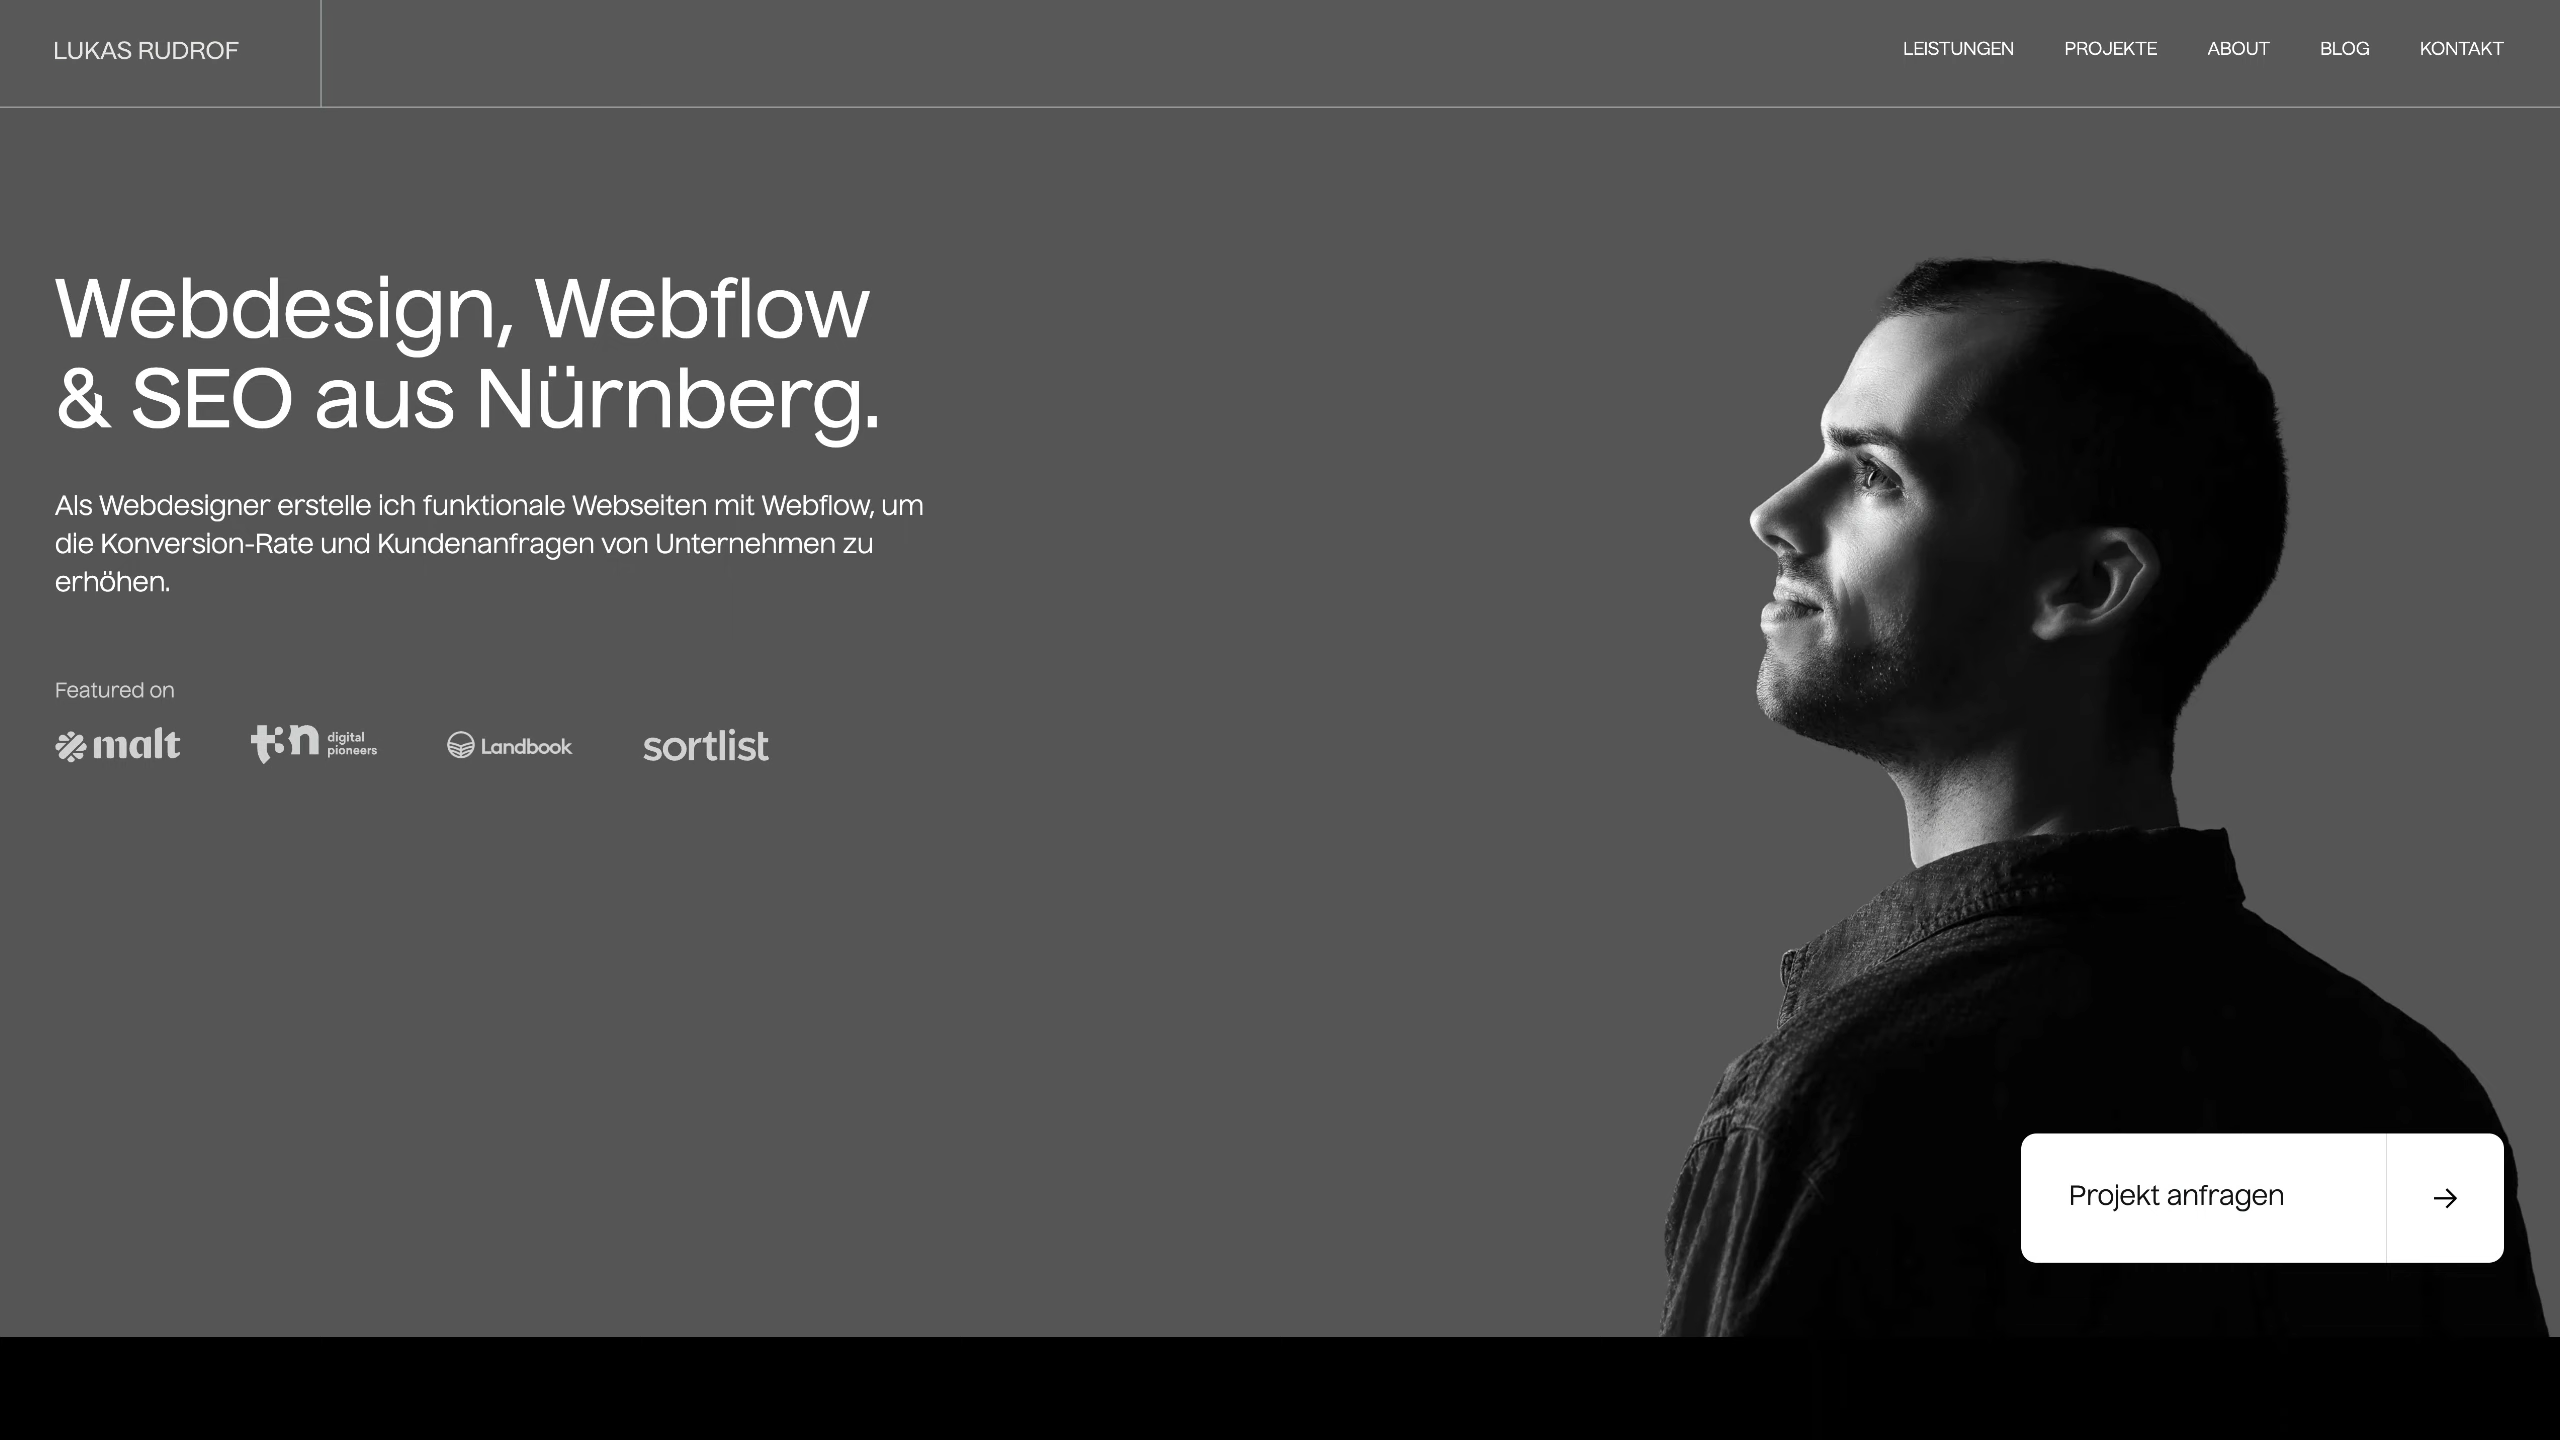 LUKAS RUDROF
LEISTUNGEN PROJEKTE ABOUT BLOG KONTAKT
Webdesign, Webflow
& SEO aus Nürnberg.
Als Webdesigner erstelle ich funktionale Webseiten mit Webflow, um
die Konversion-Rate und Kundenanfragen von Unternehmen zu
erhöhen.
Featured on
malt t3n digital pioneers Landbook sortlist
Projekt anfragen